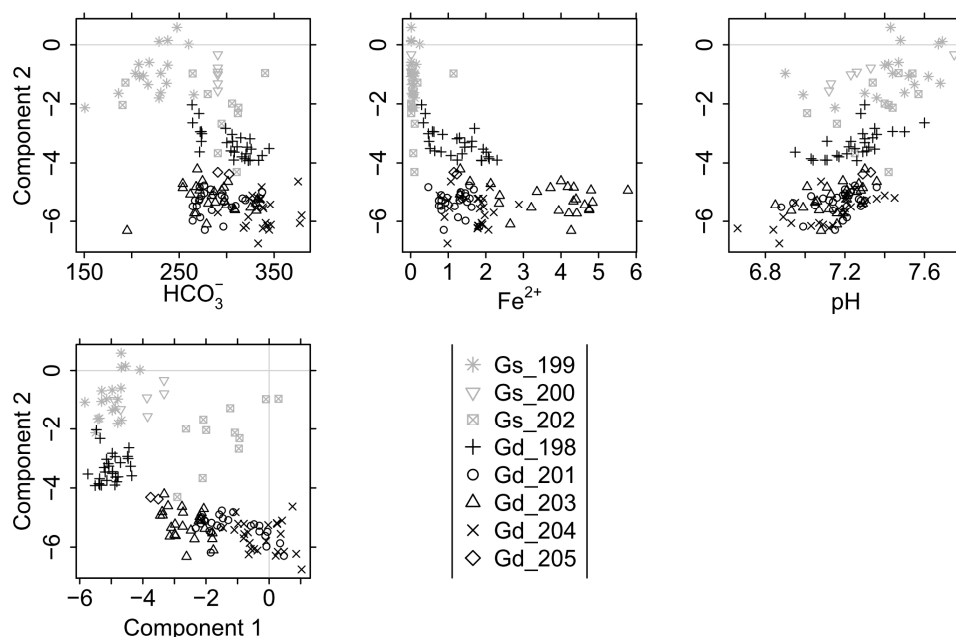 0
−2
−4
−6
Component 2
150
250
350
HCO₃⁻
0
−2
−4
−6
0 1 2 3 4 5 6
Fe²⁺
0
−2
−4
−6
6.8 7.2 7.6
pH
0
−2
−4
−6
Component 2
−6 −4 −2 0
Component 1
Gs_199
Gs_200
Gs_202
Gd_198
Gd_201
Gd_203
Gd_204
Gd_205